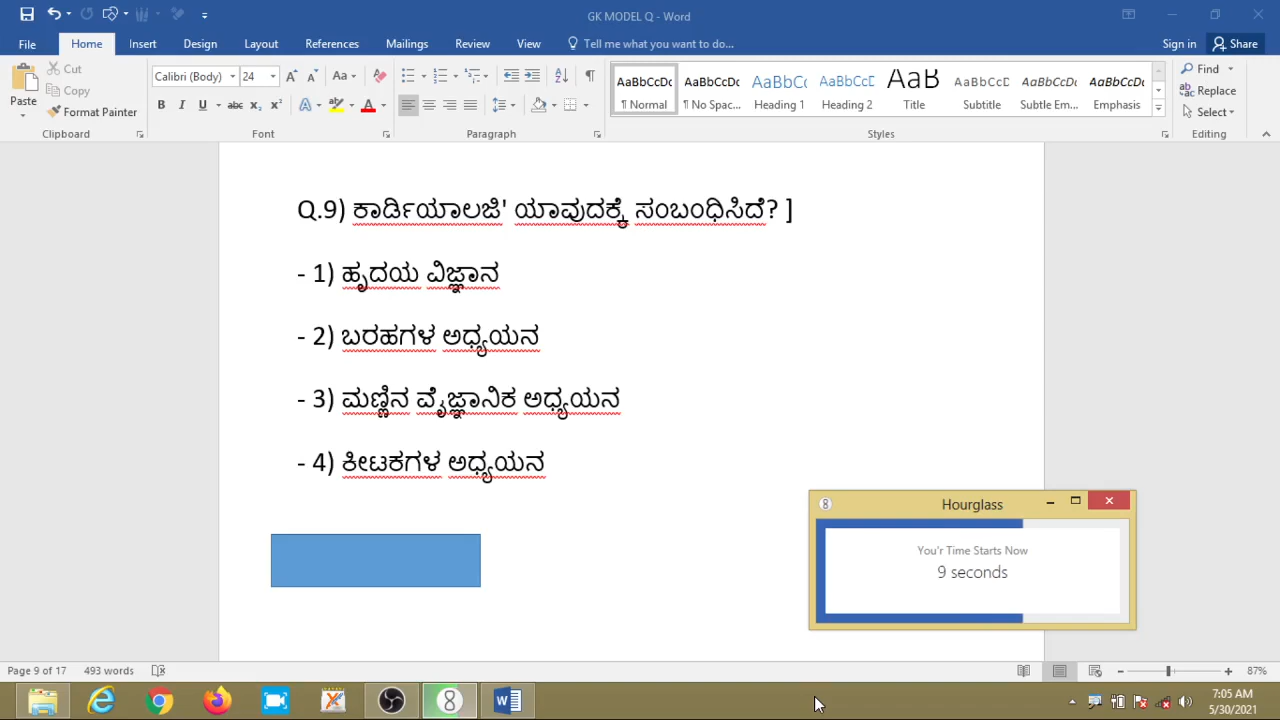 GK MODEL Q - Word
File Home Insert Design Layout References Mailings Review View Tell me what you want to do... Sign in Share
Cut
Copy
Format Painter
Paste
Calibri (Body) 24
AaBbCcDc AaBbCcDc AaBbCc AaBbCcD AaB AaBbCcD AaBbCcDc AaBbCcDc
¶ Normal ¶ No Spac... Heading 1 Heading 2 Title Subtitle Subtle Em... Emphasis
Find
Replace
Select
Clipboard Font Paragraph Styles Editing
Q.9) ಕಾರ್ಡಿಯಾಲಜಿ' ಯಾವುದಕ್ಕೆ ಸಂಬಂಧಿಸಿದೆ? ]
- 1) ಹೃದಯ ವಿಜ್ಞಾನ
- 2) ಬರಹಗಳ ಅಧ್ಯಯನ
- 3) ಮಣ್ಣಿನ ವೈಜ್ಞಾನಿಕ ಅಧ್ಯಯನ
- 4) ಕೀಟಕಗಳ ಅಧ್ಯಯನ
Hourglass
You'r Time Starts Now
9 seconds
Page 9 of 17 493 words 87%
7:05 AM
5/30/2021